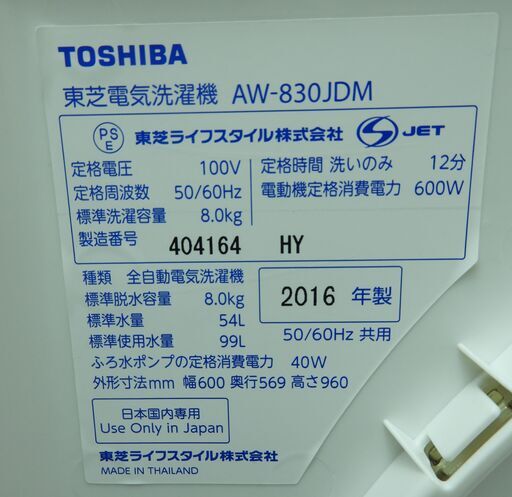 TOSHIBA
東芝電気洗濯機 AW-830JDM
PS E 東芝ライフスタイル株式会社 S JET
定格電圧 100V 定格時間 洗いのみ 12分
定格周波数 50/60Hz 電動機定格消費電力 600W
標準洗濯容量 8.0kg
製造番号 404164 HY
種類 全自動電気洗濯機
標準脱水容量 8.0kg 2016 年製
標準水量 54L
標準使用水量 99L 50/60Hz 共用
ふろ水ポンプの定格消費電力 40W
外形寸法mm 幅600 奥行569 高さ960
日本国内専用
Use Only in Japan
東芝ライフスタイル株式会社
MADE IN THAILAND